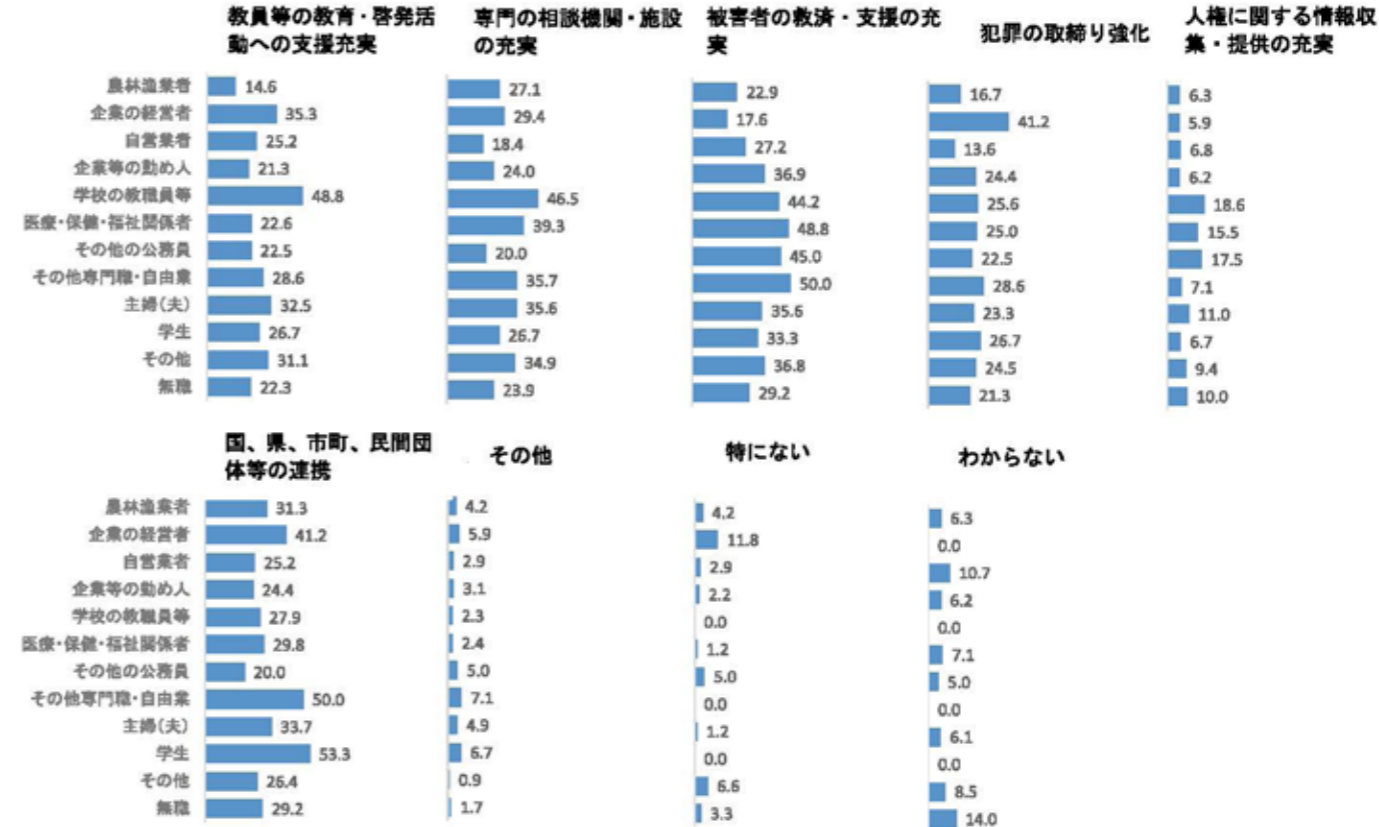 教員等の教育・啓発活
動への支援充実
専門の相談機関・施設
の充実
被害者の救済・支援の充
実
犯罪の取締り強化
人権に関する情報収
集・提供の充実
農林漁業者 14.6 27.1 22.9 16.7 6.3
企業の経営者 35.3 29.4 17.6 41.2 5.9
自営業者 25.2 18.4 27.2 13.6 6.8
企業等の勤め人 21.3 24.0 36.9 24.4 6.2
学校の教職員等 48.8 46.5 44.2 25.6 18.6
医療・保健・福祉関係者 22.6 39.3 48.8 25.0 15.5
その他の公務員 22.5 20.0 45.0 22.5 17.5
その他専門職・自由業 28.6 35.7 50.0 28.6 7.1
主婦(夫) 32.5 35.6 35.6 23.3 11.0
学生 26.7 26.7 33.3 26.7 6.7
その他 31.1 34.9 36.8 24.5 9.4
無職 22.3 23.9 29.2 21.3 10.0
国、県、市町、民間団
体等の連携
その他
特にない
わからない
農林漁業者 31.3 4.2 4.2 6.3
企業の経営者 41.2 5.9 11.8 0.0
自営業者 25.2 2.9 2.9 10.7
企業等の勤め人 24.4 3.1 2.2 6.2
学校の教職員等 27.9 2.3 0.0 0.0
医療・保健・福祉関係者 29.8 2.4 1.2 7.1
その他の公務員 20.0 5.0 5.0 5.0
その他専門職・自由業 50.0 7.1 0.0 0.0
主婦(夫) 33.7 4.9 1.2 6.1
学生 53.3 6.7 0.0 0.0
その他 26.4 0.9 6.6 8.5
無職 29.2 1.7 3.3 14.0